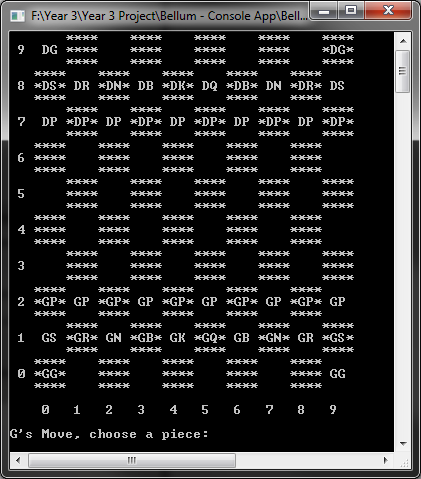 F:\Year 3\Year 3 Project\Bellum - Console App\Bell...
**** **** **** **** ****
9 DG **** **** **** **** *DG*
**** **** **** **** ****
**** **** **** **** ****
8 *DS* DR *DN* DB *DK* DQ *DB* DN *DR* DS
**** **** **** **** ****
**** **** **** **** ****
7 DP *DP* DP *DP* DP *DP* DP *DP* DP *DP*
**** **** **** **** ****
**** **** **** **** ****
6 **** **** **** **** ****
**** **** **** **** ****
**** **** **** **** ****
5 **** **** **** **** ****
**** **** **** **** ****
**** **** **** **** ****
4 **** **** **** **** ****
**** **** **** **** ****
**** **** **** **** ****
3 **** **** **** **** ****
**** **** **** **** ****
**** **** **** **** ****
2 *GP* GP *GP* GP *GP* GP *GP* GP *GP* GP
**** **** **** **** ****
**** **** **** **** ****
1 GS *GR* GN *GB* GK *GQ* GB *GN* GR *GS*
**** **** **** **** ****
**** **** **** **** ****
0 *GG* **** **** **** **** GG
**** **** **** **** ****
0 1 2 3 4 5 6 7 8 9
G's Move, choose a piece: